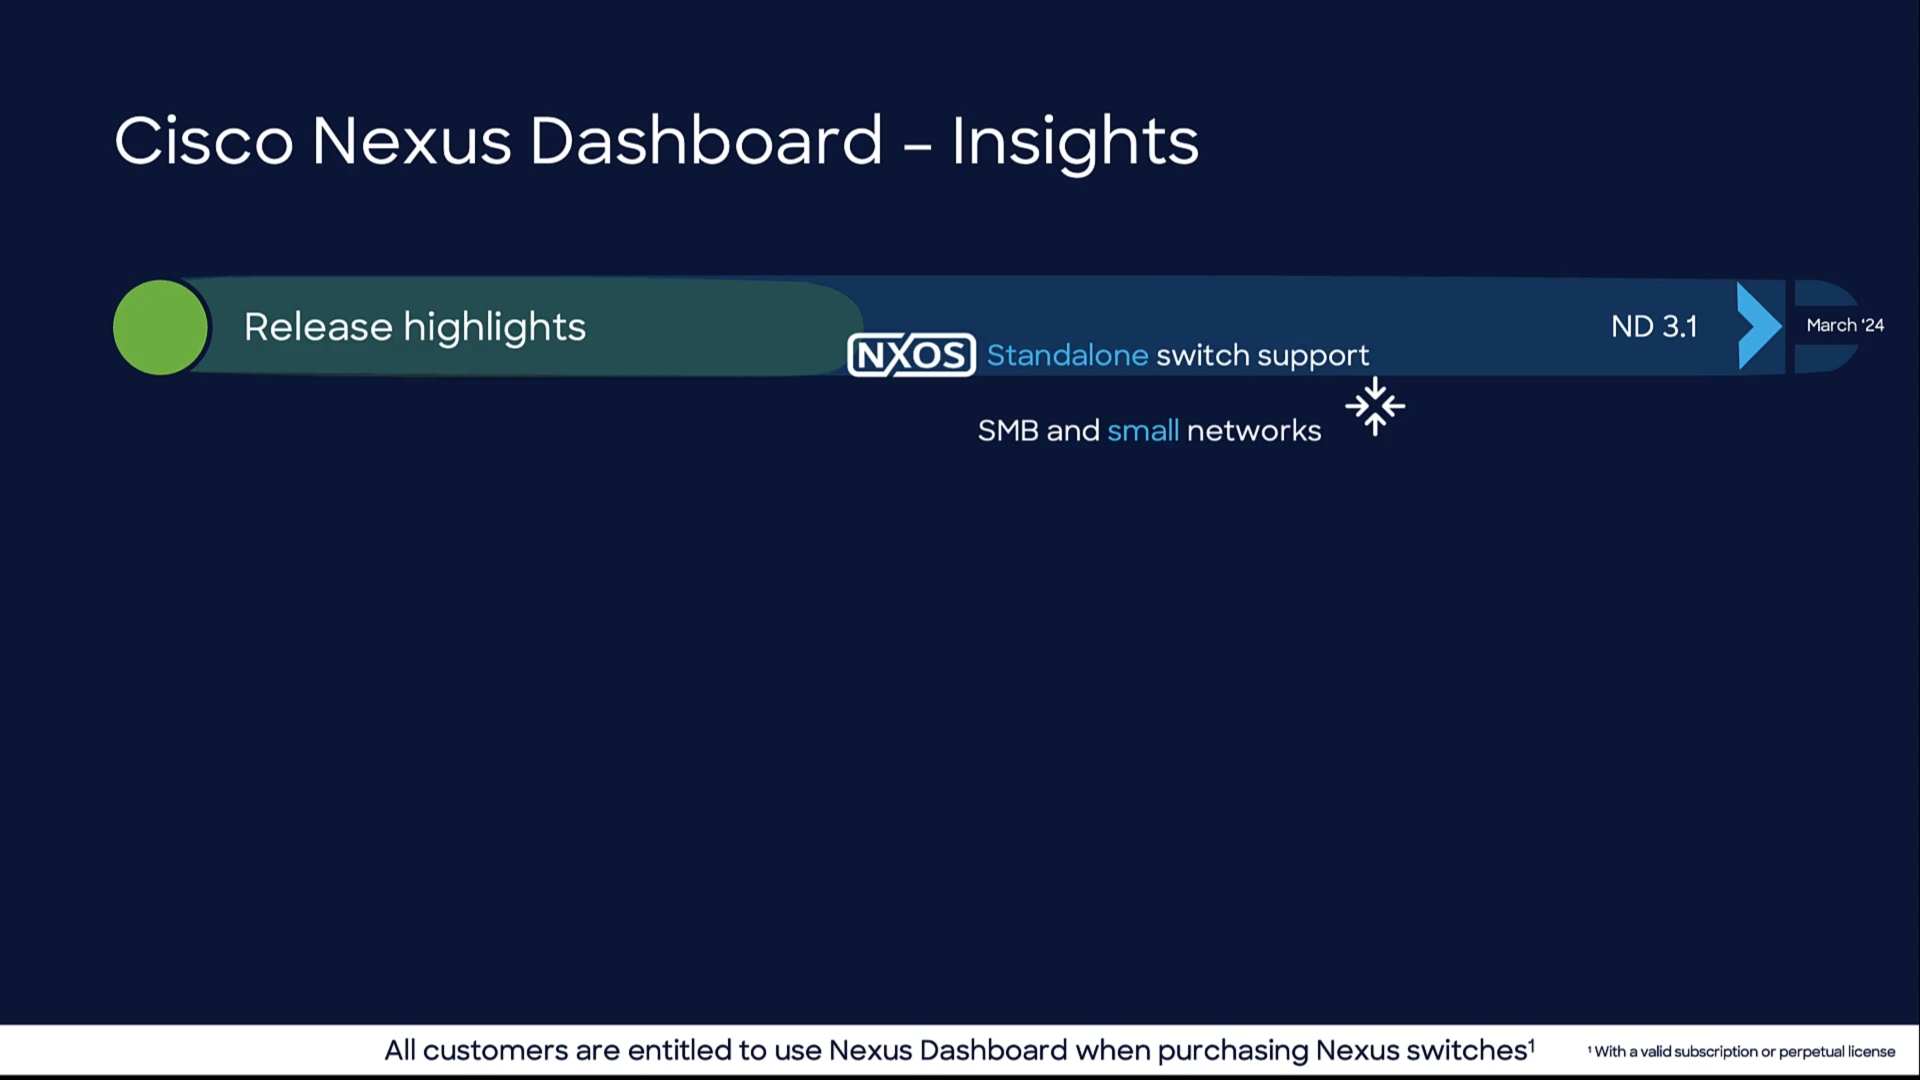 Cisco Nexus Dashboard – Insights
Release highlights
ND 3.1
March ‘24
NXOS Standalone switch support
SMB and small networks
All customers are entitled to use Nexus Dashboard when purchasing Nexus switches¹
¹ With a valid subscription or perpetual license